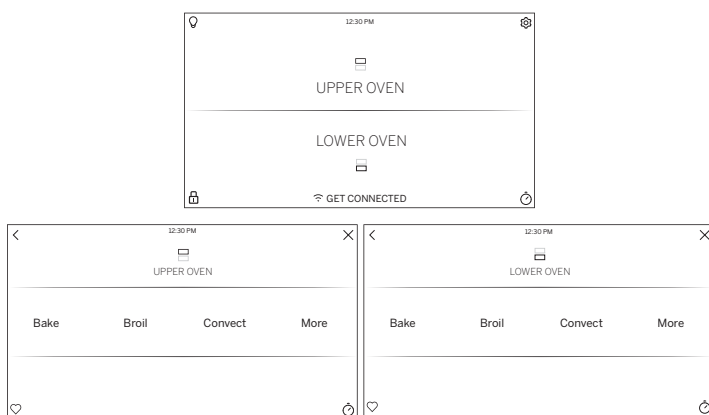 12:30 PM
UPPER OVEN
LOWER OVEN
GET CONNECTED
12:30 PM
UPPER OVEN
Bake Broil Convect More
12:30 PM
LOWER OVEN
Bake Broil Convect More